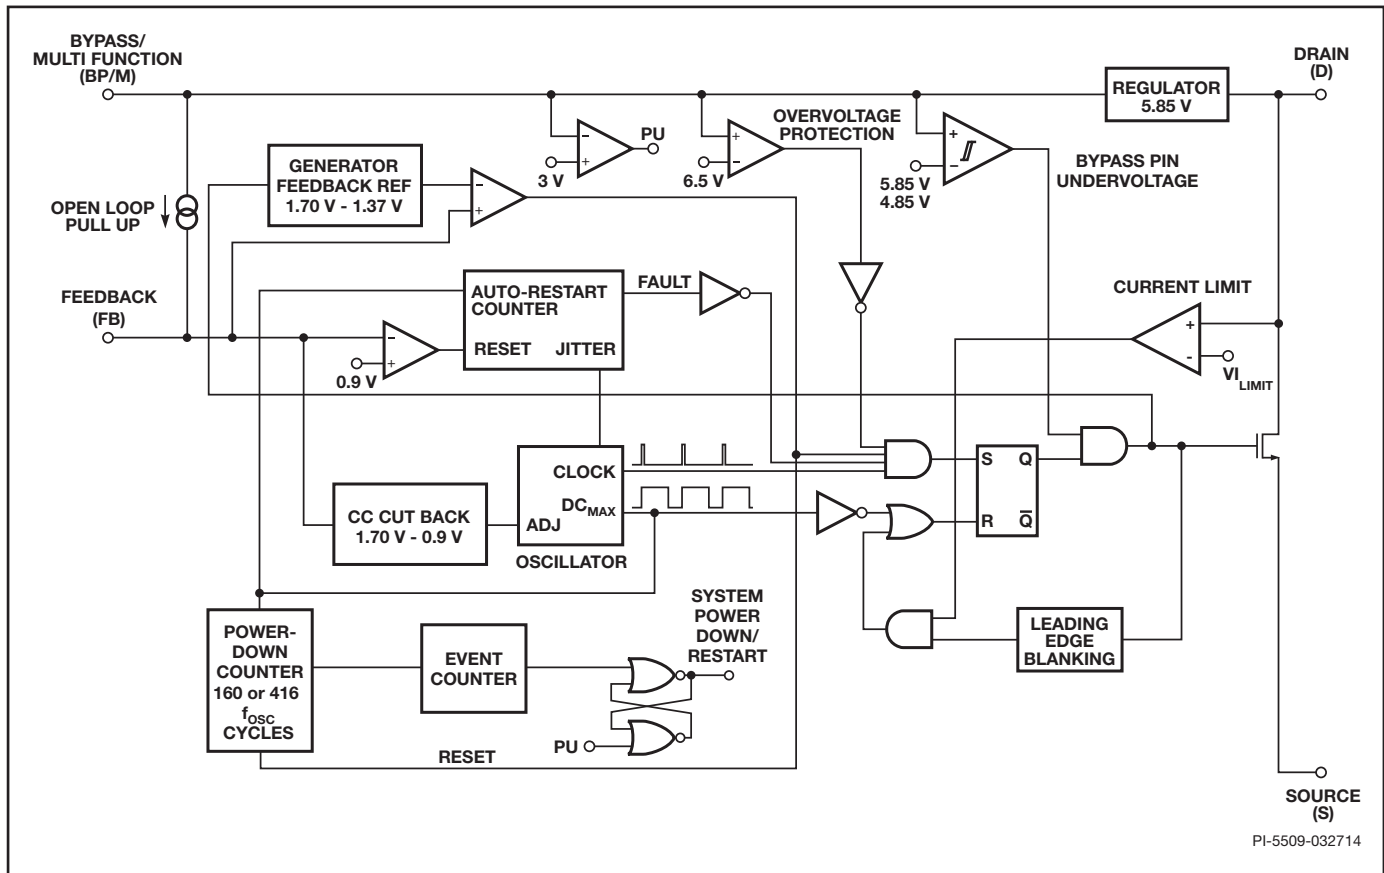 BYPASS/
MULTI FUNCTION
(BP/M)
DRAIN
(D)
REGULATOR
5.85 V
OVERVOLTAGE
PROTECTION
PU
-
+
3 V
+
-
6.5 V
+
-
5.85 V
4.85 V
BYPASS PIN
UNDERVOLTAGE
GENERATOR
FEEDBACK REF
1.70 V - 1.37 V
-
+
OPEN LOOP
PULL UP
FEEDBACK
(FB)
AUTO-RESTART
COUNTER
RESET
JITTER
FAULT
-
+
0.9 V
CURRENT LIMIT
+
-
VI LIMIT
CLOCK
DC MAX
ADJ
OSCILLATOR
CC CUT BACK
1.70 V - 0.9 V
S
Q
R
Q̅
POWER-
DOWN
COUNTER
160 or 416
fOSC
CYCLES
EVENT
COUNTER
SYSTEM
POWER
DOWN/
RESTART
PU
RESET
LEADING
EDGE
BLANKING
SOURCE
(S)
PI-5509-032714